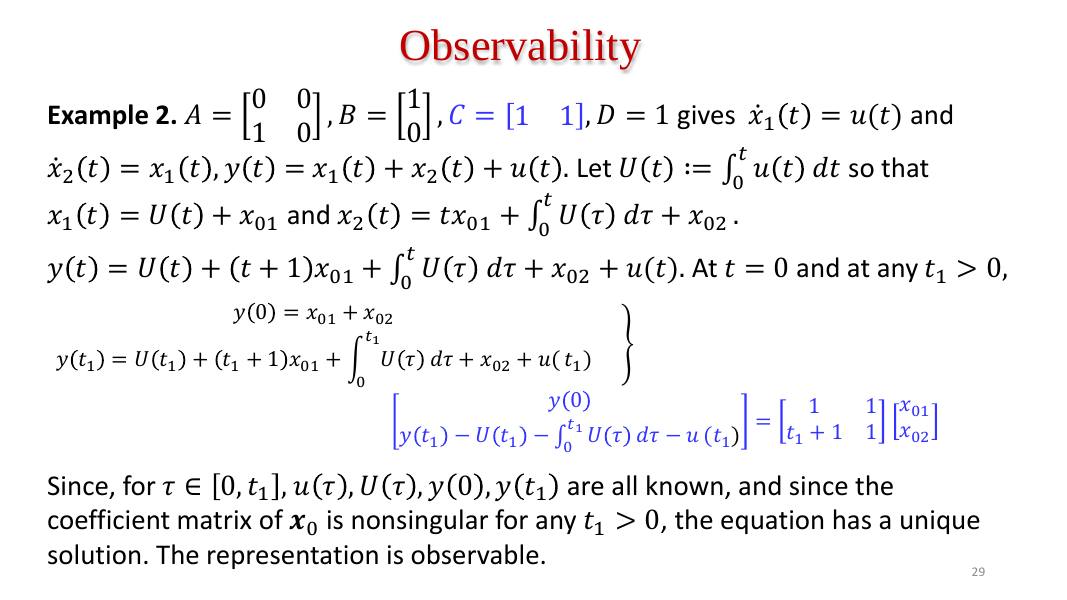 Observability
Example 2. 𝐴 = [0 0; 1 0], 𝐵 = [1; 0], 𝐶 = [1 1], 𝐷 = 1 gives ẋ₁(𝑡) = 𝑢(𝑡) and
ẋ₂(𝑡) = 𝑥₁(𝑡), 𝑦(𝑡) = 𝑥₁(𝑡) + 𝑥₂(𝑡) + 𝑢(𝑡). Let 𝑈(𝑡) := ∫₀ᵗ 𝑢(𝑡) 𝑑𝑡 so that
𝑥₁(𝑡) = 𝑈(𝑡) + 𝑥₀₁ and 𝑥₂(𝑡) = 𝑡𝑥₀₁ + ∫₀ᵗ 𝑈(𝜏) 𝑑𝜏 + 𝑥₀₂ .
𝑦(𝑡) = 𝑈(𝑡) + (𝑡 + 1)𝑥₀₁ + ∫₀ᵗ 𝑈(𝜏) 𝑑𝜏 + 𝑥₀₂ + 𝑢(𝑡). At 𝑡 = 0 and at any 𝑡₁ > 0,
𝑦(0) = 𝑥₀₁ + 𝑥₀₂
𝑦(𝑡₁) = 𝑈(𝑡₁) + (𝑡₁ + 1)𝑥₀₁ + ∫₀^𝑡₁ 𝑈(𝜏) 𝑑𝜏 + 𝑥₀₂ + 𝑢( 𝑡₁) }
[𝑦(0); 𝑦(𝑡₁) − 𝑈(𝑡₁) − ∫₀^𝑡₁ 𝑈(𝜏) 𝑑𝜏 − 𝑢 (𝑡₁)] = [1 1; 𝑡₁ + 1 1] [𝑥₀₁; 𝑥₀₂]
Since, for 𝜏 ∈ [0, 𝑡₁], 𝑢(𝜏), 𝑈(𝜏), 𝑦(0), 𝑦(𝑡₁) are all known, and since the
coefficient matrix of 𝒙₀ is nonsingular for any 𝑡₁ > 0, the equation has a unique
solution. The representation is observable.
29